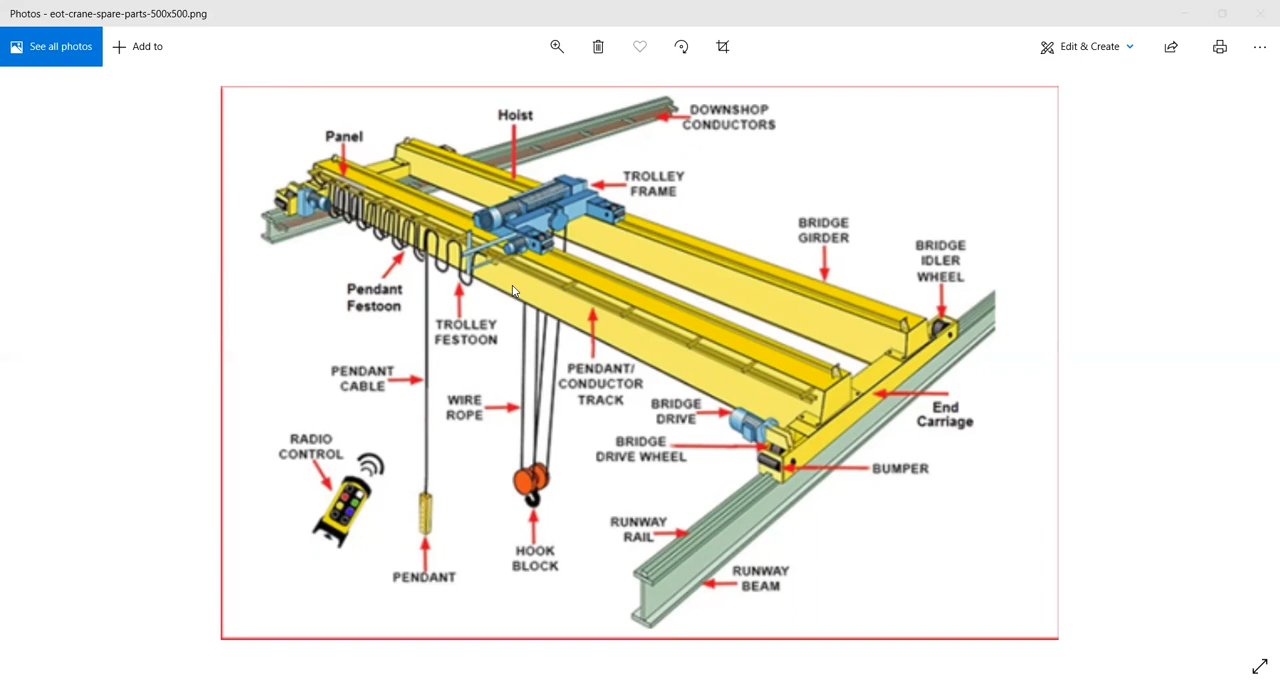 Photos - eot-crane-spare-parts-500x500.png
See all photos
Add to
Edit & Create
Hoist
DOWNSHOP
CONDUCTORS
Panel
TROLLEY
FRAME
BRIDGE
GIRDER
BRIDGE
IDLER
WHEEL
Pendant
Festoon
TROLLEY
FESTOON
PENDANT
CABLE
WIRE
ROPE
PENDANT/
CONDUCTOR
TRACK
BRIDGE
DRIVE
End
Carriage
RADIO
CONTROL
BRIDGE
DRIVE WHEEL
BUMPER
RUNWAY
RAIL
HOOK
BLOCK
PENDANT
RUNWAY
BEAM